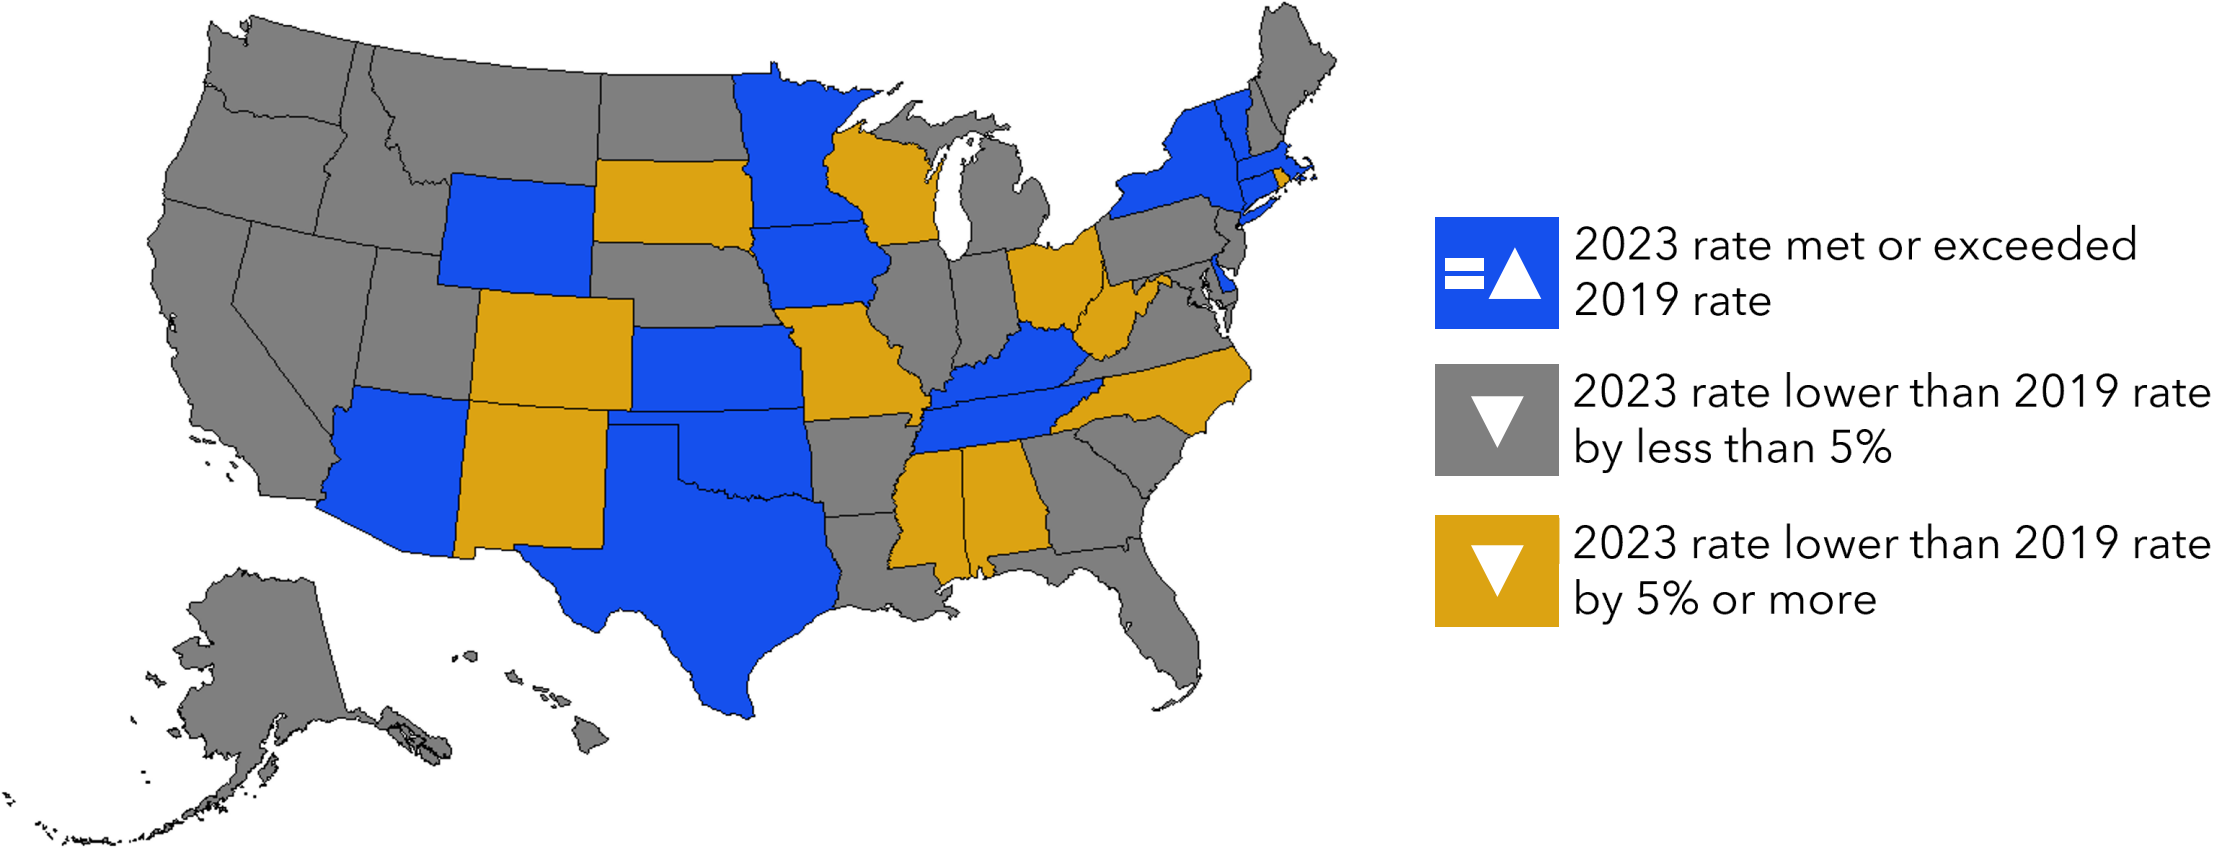 2023 rate met or exceeded
2019 rate
2023 rate lower than 2019 rate
by less than 5%
2023 rate lower than 2019 rate
by 5% or more